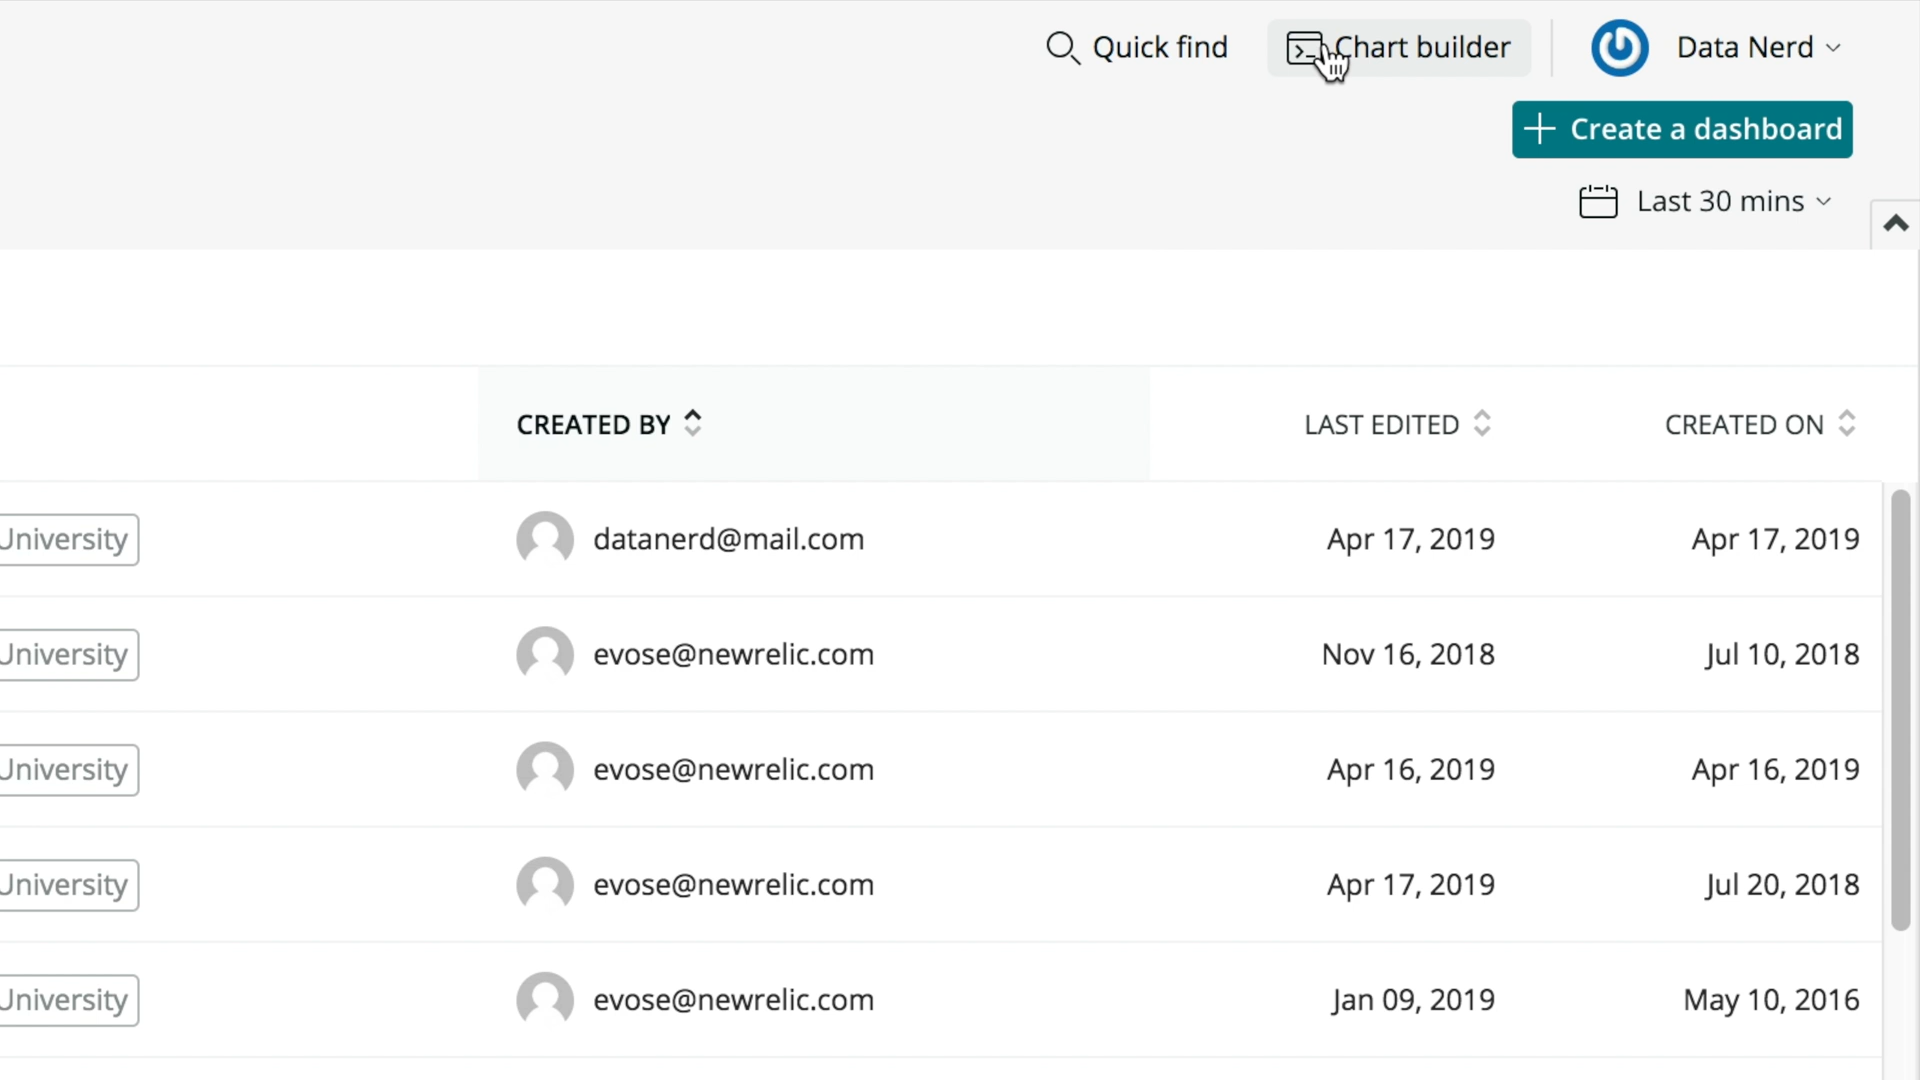 Quick find Chart builder Data Nerd
Create a dashboard
Last 30 mins
CREATED BY LAST EDITED CREATED ON
University datanerd@mail.com Apr 17, 2019 Apr 17, 2019
University evose@newrelic.com Nov 16, 2018 Jul 10, 2018
University evose@newrelic.com Apr 16, 2019 Apr 16, 2019
University evose@newrelic.com Apr 17, 2019 Jul 20, 2018
University evose@newrelic.com Jan 09, 2019 May 10, 2016